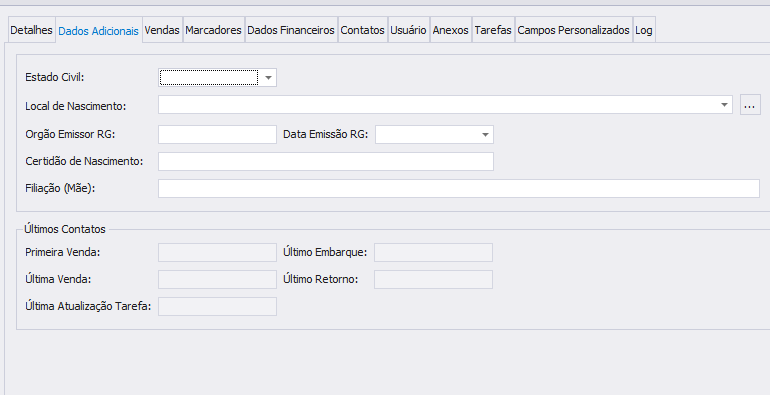 Detalhes Dados Adicionais Vendas Marcadores Dados Financeiros Contatos Usuário Anexos Tarefas Campos Personalizados Log
Estado Civil:
Local de Nascimento: ...
Orgão Emissor RG: Data Emissão RG:
Certidão de Nascimento:
Filiação (Mãe):
Últimos Contatos
Primeira Venda: Último Embarque:
Última Venda: Último Retorno:
Última Atualização Tarefa: